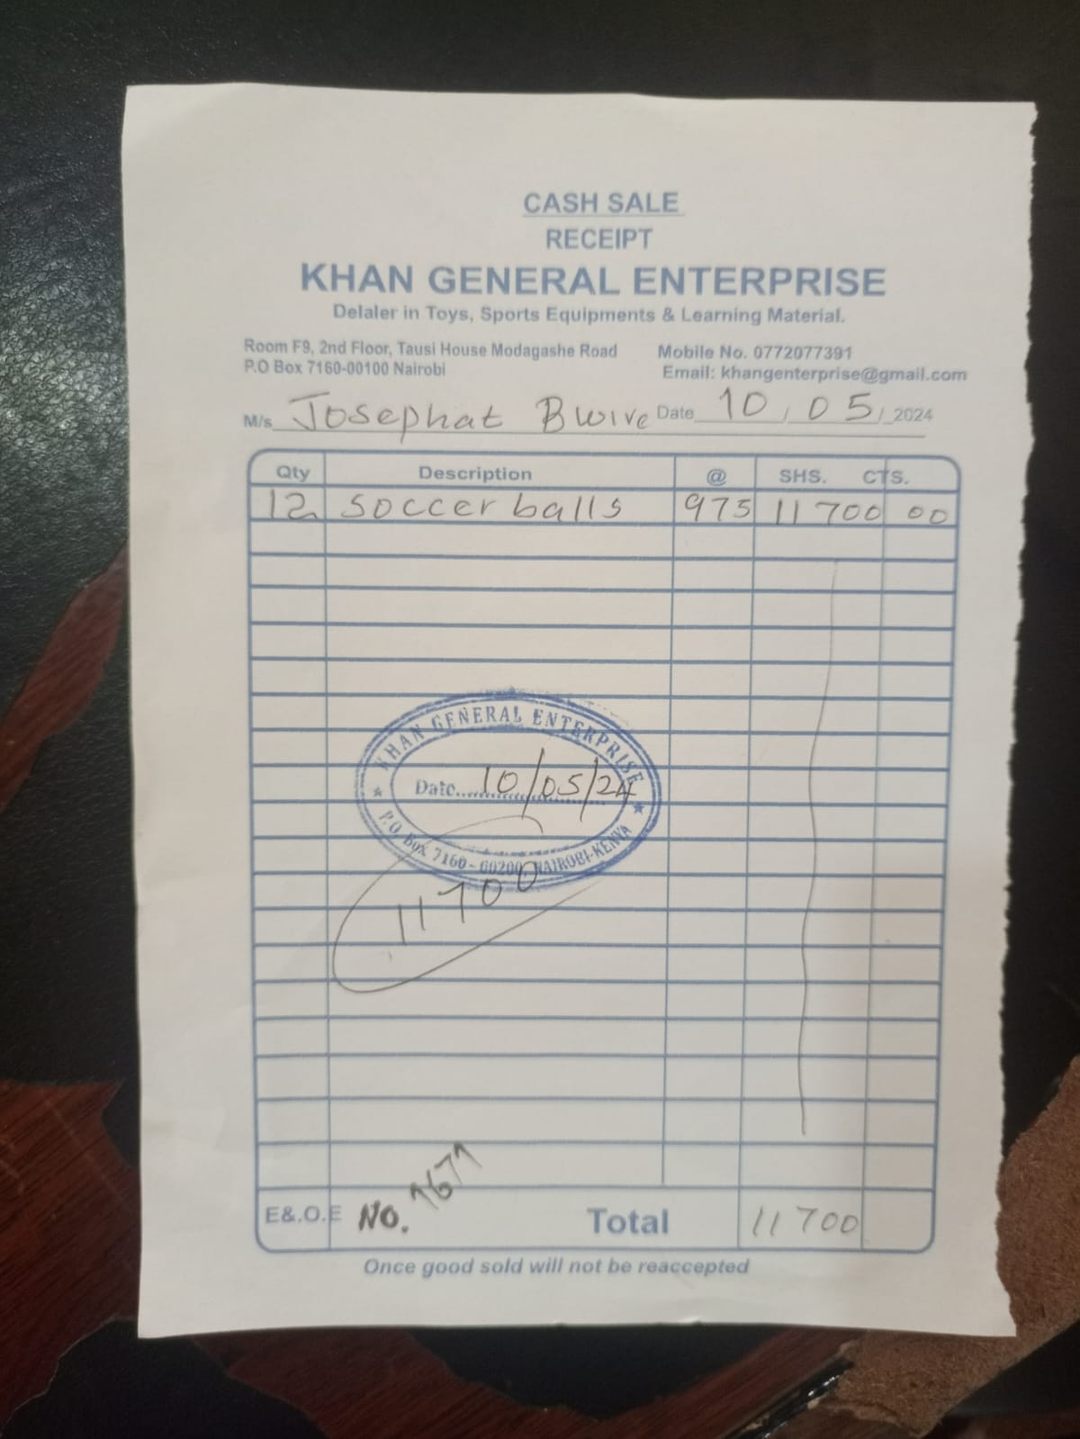 CASH SALE
RECEIPT
KHAN GENERAL ENTERPRISE
Delaler in Toys, Sports Equipments & Learning Material.
Room F9, 2nd Floor, Tausi House Modagashe Road
P.O Box 7160-00100 Nairobi
Mobile No. 0772077391
Email: khangenterprise@gmail.com
M/s Josephat Bwire Date 10/05/2024
Qty Description @ SHS. CTS.
12 soccer balls 975 11 700 00
KHAN GENERAL ENTERPRISE
Date.....10/05/24
P.O. Box 7160 - 00200, NAIROBI-KENYA
11700
E&.O.E No. 1671 Total 11 700
Once good sold will not be reaccepted